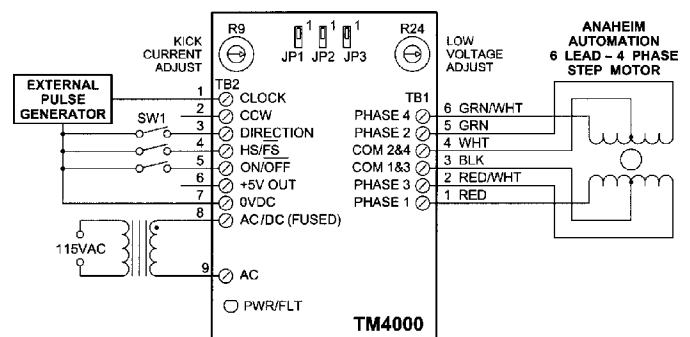 R9
1
1
1
JP1 JP2 JP3
R24
KICK
CURRENT
ADJUST
LOW
VOLTAGE
ADJUST
ANAHEIM
AUTOMATION
6 LEAD – 4 PHASE
STEP MOTOR
EXTERNAL
PULSE
GENERATOR
SW1
TB2
1 CLOCK
2 CCW
3 DIRECTION
4 HS/FS
5 ON/OFF
6 +5V OUT
7 0VDC
8 AC/DC (FUSED)
9 AC
115VAC
PWR/FLT
TB1
PHASE 4 6 GRN/WHT
PHASE 2 5 GRN
COM 2&4 4 WHT
COM 1&3 3 BLK
PHASE 3 2 RED/WHT
PHASE 1 1 RED
TM4000